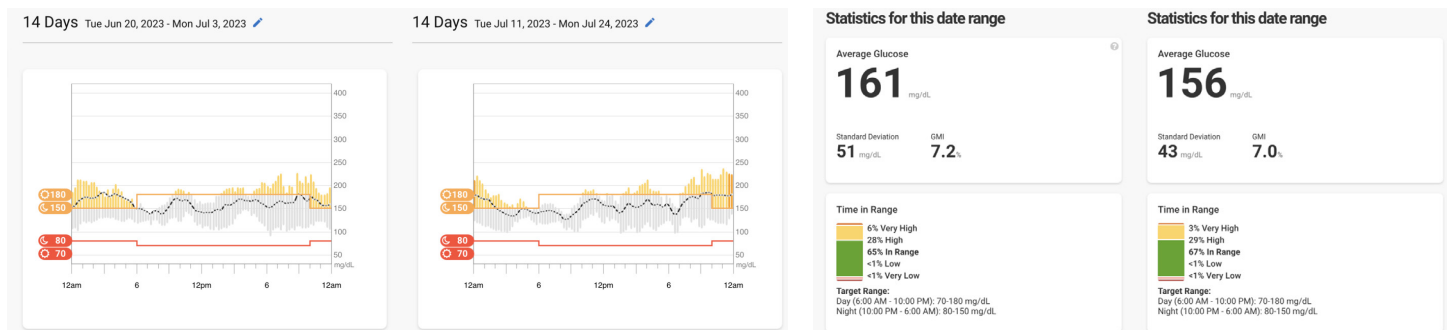 14 Days Tue Jun 20, 2023 - Mon Jul 3, 2023
400
350
300
250
200
150
100
50
mg/dL
180
150
80
70
12am 6 12pm 6 12am
14 Days Tue Jul 11, 2023 - Mon Jul 24, 2023
400
350
300
250
200
150
100
50
mg/dL
180
150
80
70
12am 6 12pm 6 12am
Statistics for this date range
Average Glucose
161 mg/dL
Standard Deviation GMI
51 mg/dL 7.2%
Time in Range
6% Very High
28% High
65% In Range
<1% Low
<1% Very Low
Target Range:
Day (6:00 AM - 10:00 PM): 70-180 mg/dL
Night (10:00 PM - 6:00 AM): 80-150 mg/dL
Statistics for this date range
Average Glucose
156 mg/dL
Standard Deviation GMI
43 mg/dL 7.0%
Time in Range
3% Very High
29% High
67% In Range
<1% Low
<1% Very Low
Target Range:
Day (6:00 AM - 10:00 PM): 70-180 mg/dL
Night (10:00 PM - 6:00 AM): 80-150 mg/dL